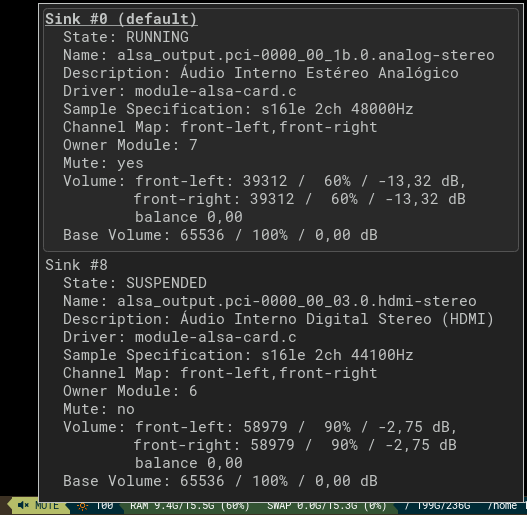 Sink #0 (default)
State: RUNNING
Name: alsa_output.pci-0000_00_1b.0.analog-stereo
Description: Áudio Interno Estéreo Analógico
Driver: module-alsa-card.c
Sample Specification: s16le 2ch 48000Hz
Channel Map: front-left,front-right
Owner Module: 7
Mute: yes
Volume: front-left: 39312 /  60% / -13,32 dB,
front-right: 39312 /  60% / -13,32 dB
balance 0,00
Base Volume: 65536 / 100% / 0,00 dB
Sink #8
State: SUSPENDED
Name: alsa_output.pci-0000_00_03.0.hdmi-stereo
Description: Áudio Interno Digital Stereo (HDMI)
Driver: module-alsa-card.c
Sample Specification: s16le 2ch 44100Hz
Channel Map: front-left,front-right
Owner Module: 6
Mute: no
Volume: front-left: 58979 /  90% / -2,75 dB,
front-right: 58979 /  90% / -2,75 dB
balance 0,00
Base Volume: 65536 / 100% / 0,00 dB
MUTE 100 RAM 9.4G/15.5G (60%) SWAP 0.0G/15.3G (0%) / 199G/236G /home